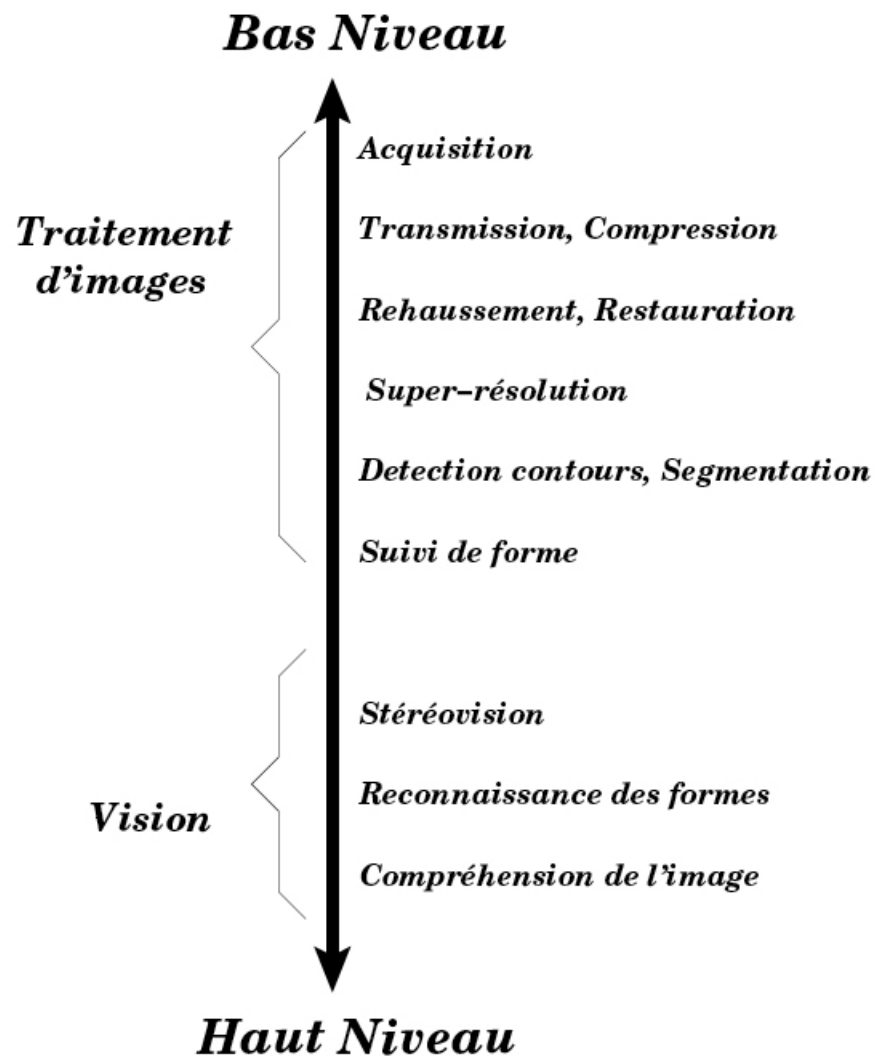 Bas Niveau
Acquisition
Traitement
d'images
Transmission, Compression
Rehaussement, Restauration
Super-résolution
Detection contours, Segmentation
Suivi de forme
Vision
Stéréovision
Reconnaissance des formes
Compréhension de l'image
Haut Niveau